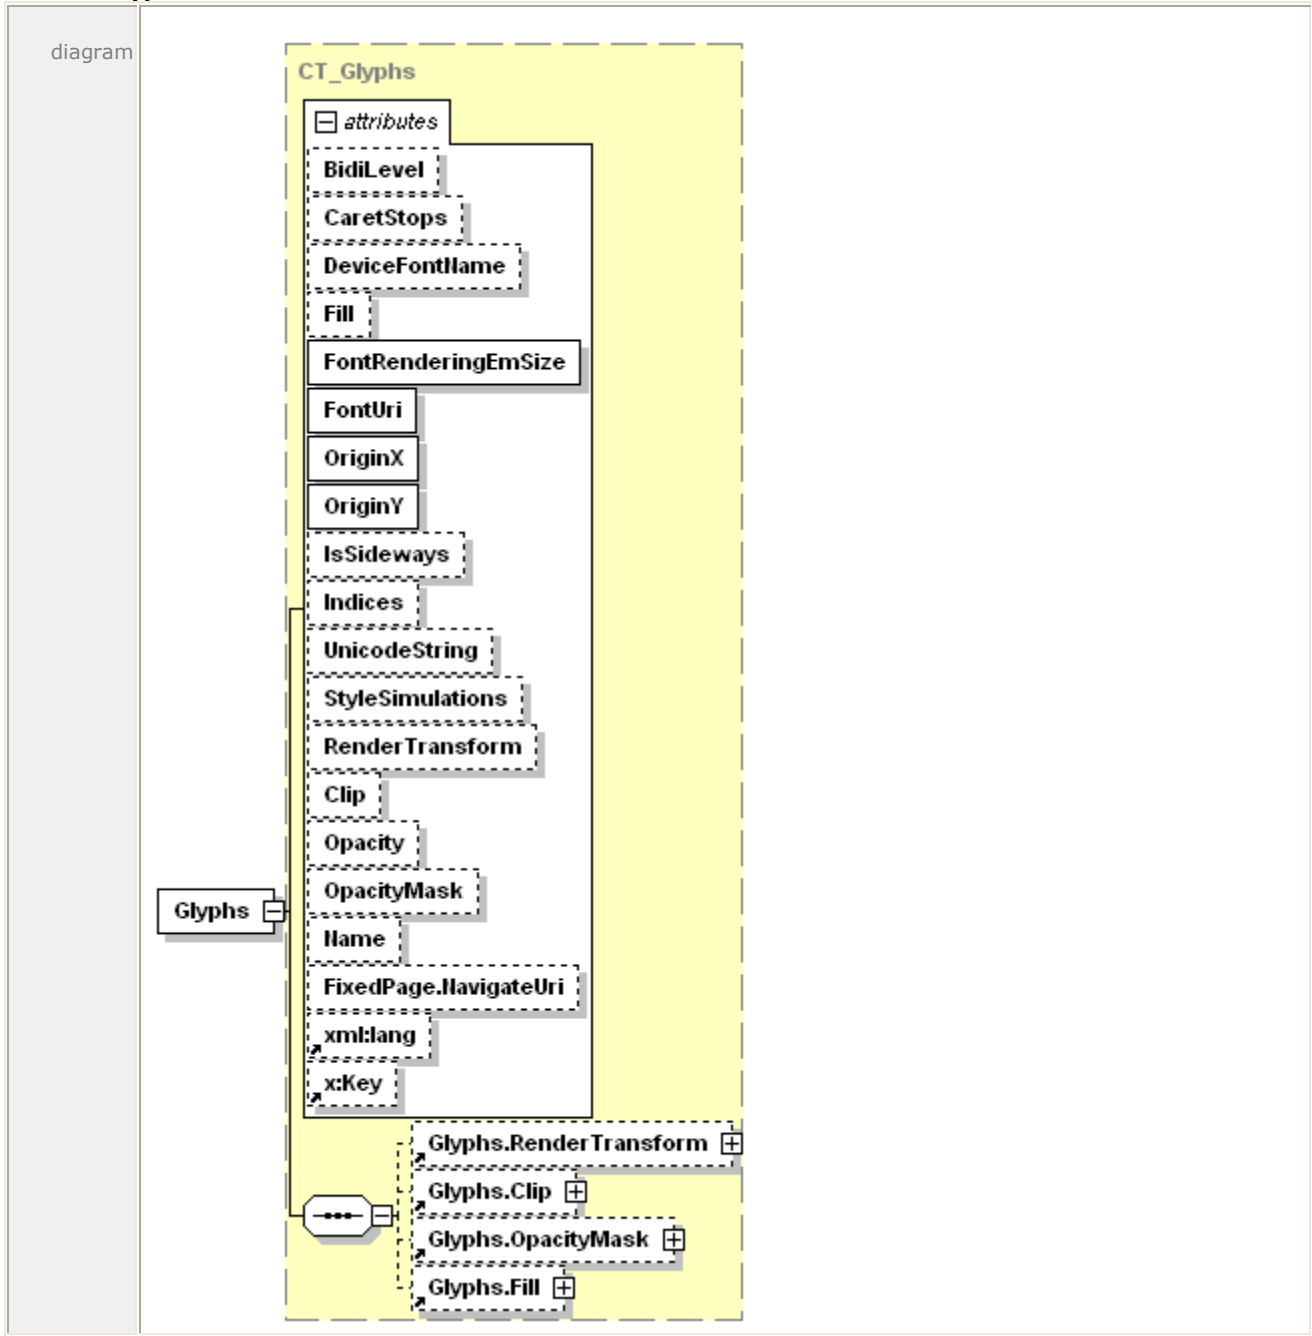 diagram
CT_Glyphs
attributes
BidiLevel
CaretStops
DeviceFontName
Fill
FontRenderingEmSize
FontUri
OriginX
OriginY
IsSideways
Indices
UnicodeString
StyleSimulations
RenderTransform
Clip
Opacity
OpacityMask
Glyphs
Name
FixedPage.NavigateUri
xml:lang
x:Key
Glyphs.RenderTransform
Glyphs.Clip
Glyphs.OpacityMask
Glyphs.Fill